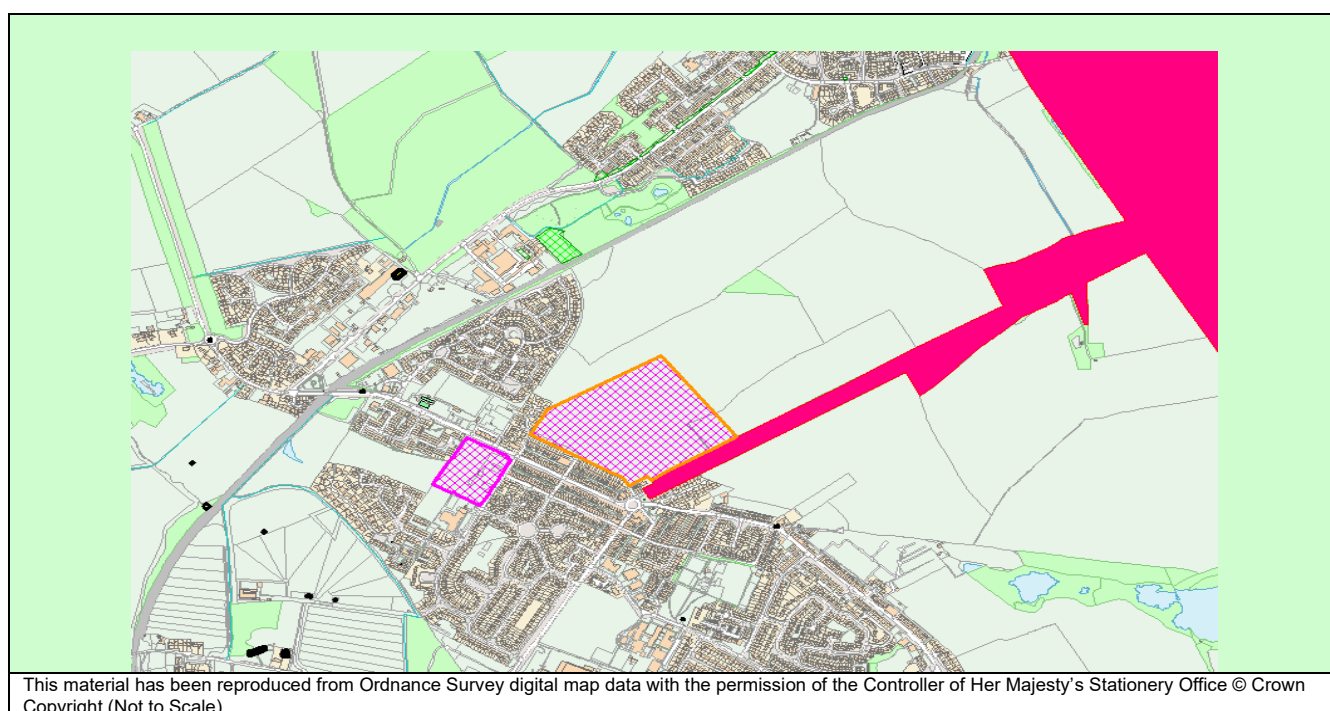 This material has been reproduced from Ordnance Survey digital map data with the permission of the Controller of Her Majesty's Stationery Office © Crown
Copyright (Not to Scale)